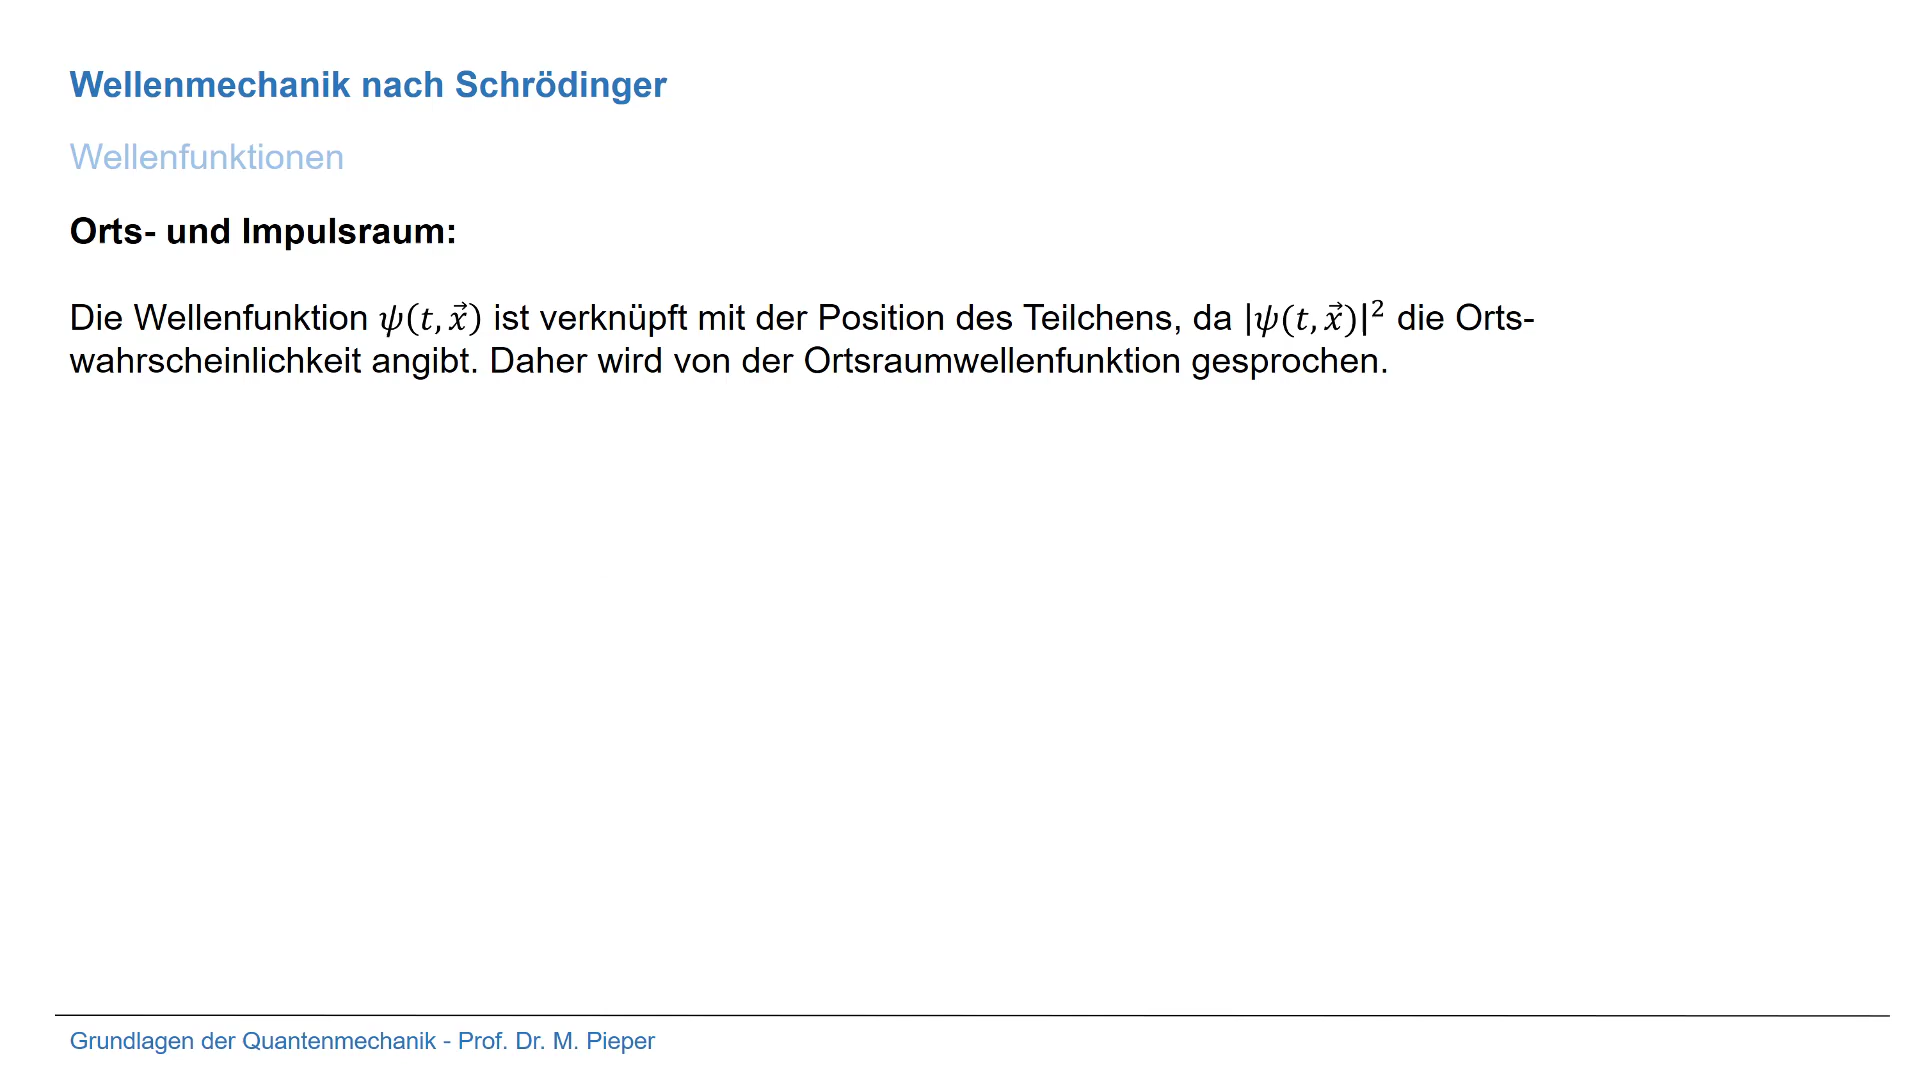 Wellenmechanik nach Schrödinger
Wellenfunktionen
Orts- und Impulsraum:
Die Wellenfunktion 𝜓(𝑡, 𝑥⃗) ist verknüpft mit der Position des Teilchens, da |𝜓(𝑡, 𝑥⃗)|² die Orts-
wahrscheinlichkeit angibt. Daher wird von der Ortsraumwellenfunktion gesprochen.
Grundlagen der Quantenmechanik - Prof. Dr. M. Pieper